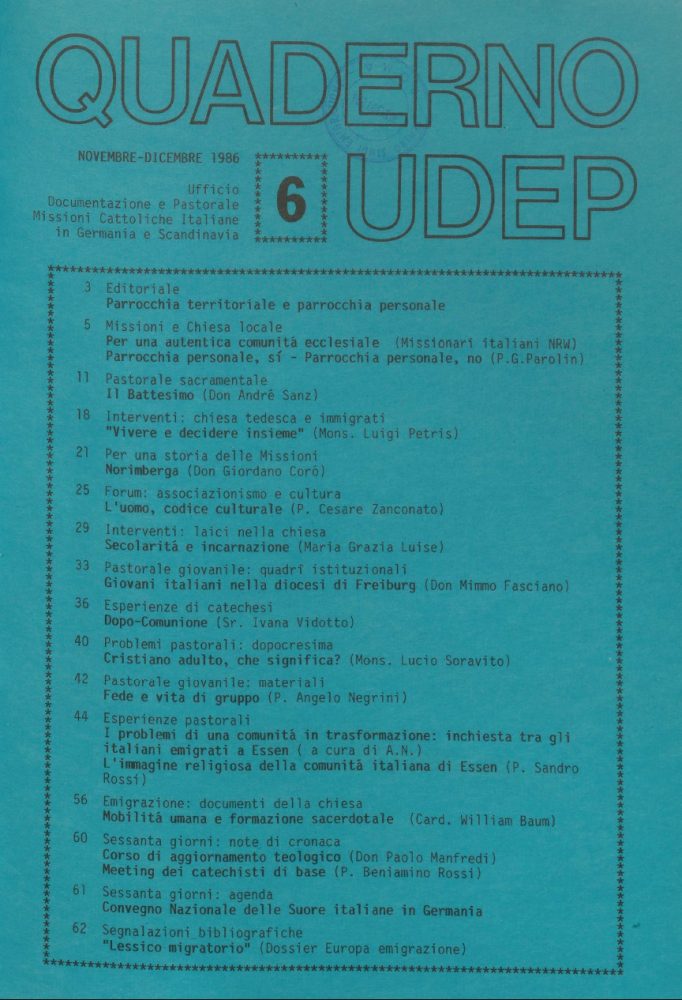 QUADERNO
NOVEMBRE-DICEMBRE 1986
Ufficio
Documentazione e Pastorale
Missioni Cattoliche Italiane
in Germania e Scandinavia
6
UDEP
3 Editoriale
Parrocchia territoriale e parrocchia personale
5 Missioni e Chiesa locale
Per una autentica comunitá ecclesiale (Missionari italiani NRW)
Parrocchia personale, sí - Parrocchia personale, no (P.G.Parolin)
11 Pastorale sacramentale
Il Battesimo (Don André Sanz)
18 Interventi: chiesa tedesca e immigrati
"Vivere e decidere insieme" (Mons. Luigi Petris)
21 Per una storia delle Missioni
Norimberga (Don Giordano Coró)
25 Forum: associazionismo e cultura
L'uomo, codice culturale (P. Cesare Zanconato)
29 Interventi: laici nella chiesa
Secolaritá e incarnazione (Maria Grazia Luise)
33 Pastorale giovanile: quadri istituzionali
Giovani italiani nella diocesi di Freiburg (Don Mimmo Fasciano)
36 Esperienze di catechesi
Dopo-Comunione (Sr. Ivana Vidotto)
40 Problemi pastorali: dopocresima
Cristiano adulto, che significa? (Mons. Lucio Soravito)
42 Pastorale giovanile: materiali
Fede e vita di gruppo (P. Angelo Negrini)
44 Esperienze pastorali
I problemi di una comunitá in trasformazione: inchiesta tra gli
italiani emigrati a Essen ( a cura di A.N.)
L'immagine religiosa della comunitá italiana di Essen (P. Sandro
Rossi)
56 Emigrazione: documenti della chiesa
Mobilitá umana e formazione sacerdotale (Card. William Baum)
60 Sessanta giorni: note di cronaca
Corso di aggiornamento teologico (Don Paolo Manfredi)
Meeting dei catechisti di base (P. Beniamino Rossi)
61 Sessanta giorni: agenda
Convegno Nazionale delle Suore italiane in Germania
62 Segnalazioni bibliografiche
"Lessico migratorio" (Dossier Europa emigrazione)